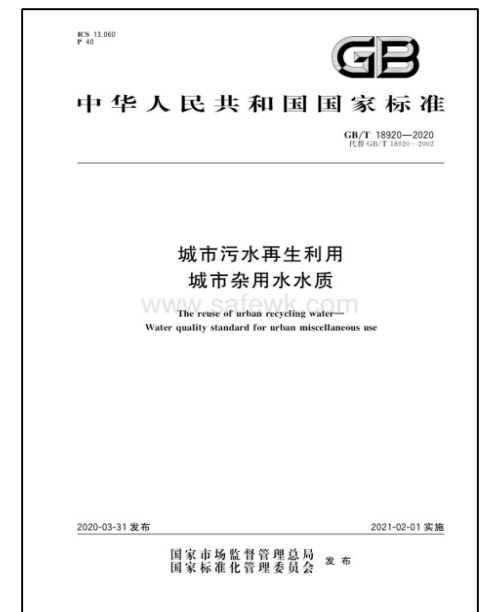 ICS 13.060
P 40
GB
中华人民共和国国家标准
GB/T 18920—2020
代替 GB/T 18920—2002
城市污水再生利用
城市杂用水水质
www.safewk.com
The reuse of urban recycling water—
Water quality standard for urban miscellaneous use
2020-03-31 发布
2021-02-01 实施
国家市场监督管理总局
国家标准化管理委员会
发布